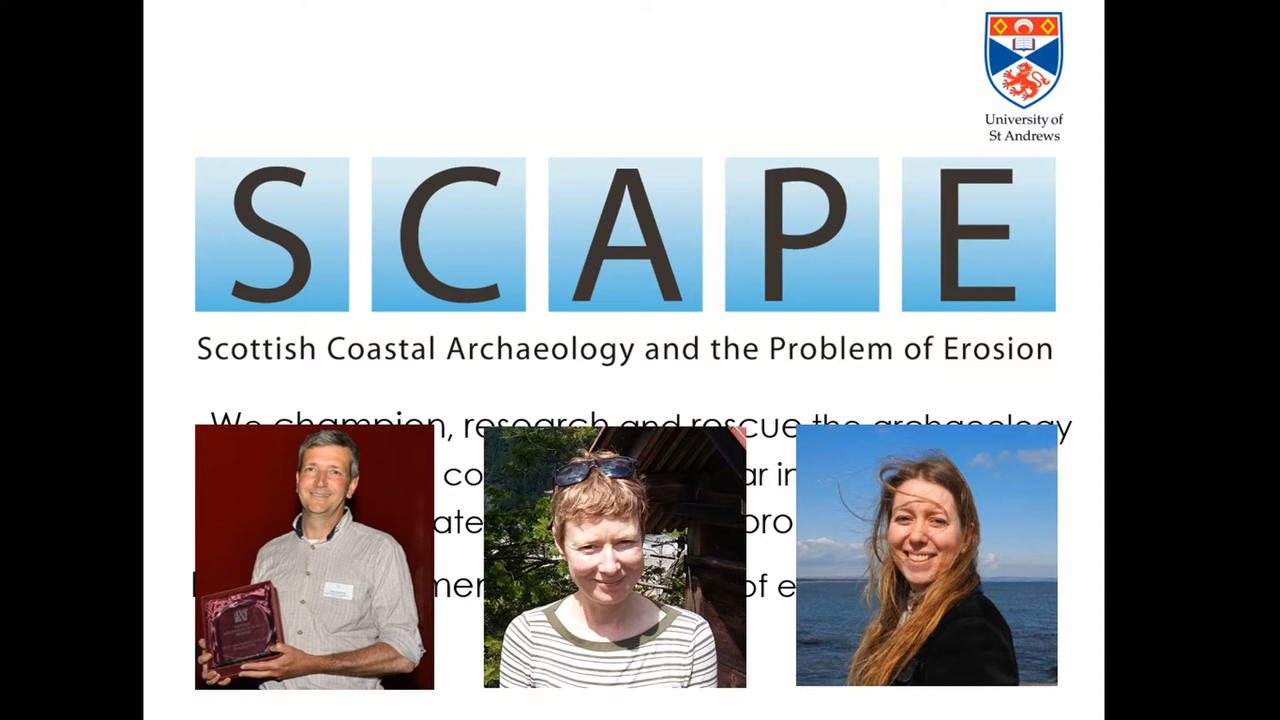 University of
St Andrews
S C A P E
Scottish Coastal Archaeology and the Problem of Erosion
We champion, research and rescue the archaeology
of e